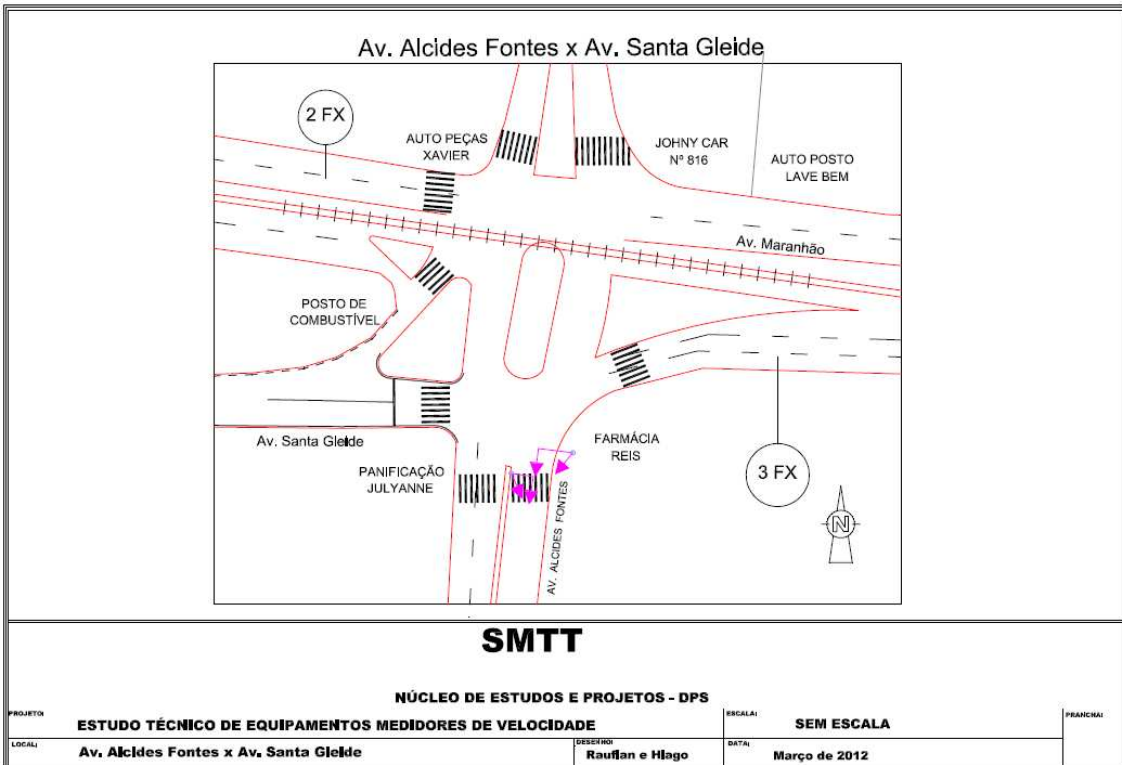 Av. Alcides Fontes x Av. Santa Gleide
2 FX
AUTO PEÇAS
XAVIER
JOHNY CAR
Nº 816
AUTO POSTO
LAVE BEM
Av. Maranhão
POSTO DE
COMBUSTÍVEL
Av. Santa Gleide
PANIFICAÇÃO
JULYANNE
FARMÁCIA
REIS
AV. ALCIDES FONTES
3 FX
N
SMTT
NÚCLEO DE ESTUDOS E PROJETOS - DPS
PROJETO:
ESTUDO TÉCNICO DE EQUIPAMENTOS MEDIDORES DE VELOCIDADE
ESCALA:
SEM ESCALA
PRANCHA:
LOCAL:
Av. Alcides Fontes x Av. Santa Gleide
DESENHO:
Rauflan e Hiago
DATA:
Março de 2012